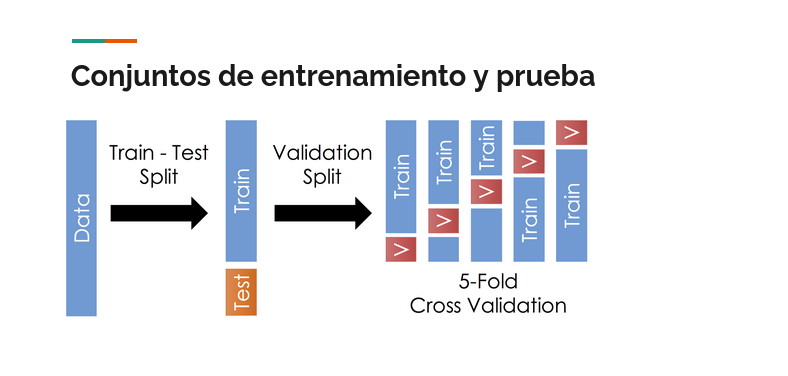 Conjuntos de entrenamiento y prueba
Data
Train - Test
Split
Train
Test
Validation
Split
Train
V
Train
V
Train
V
V
Train
V
Train
5-Fold
Cross Validation